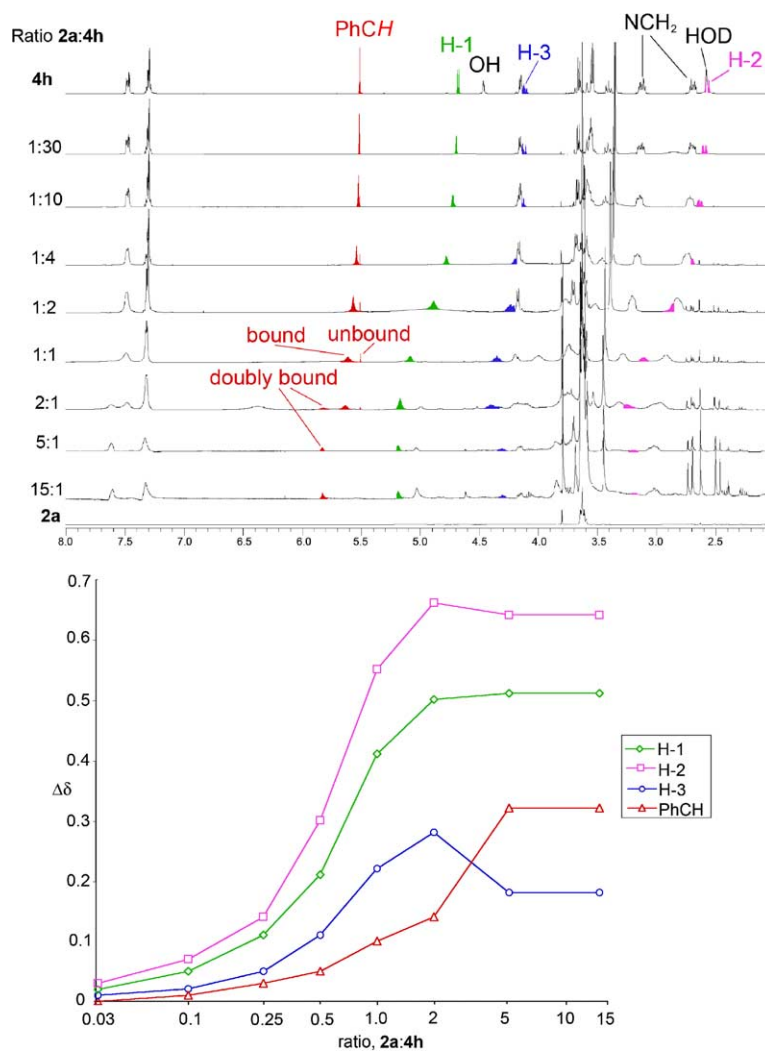 Ratio 2a:4h
PhCH
H-1
OH
H-3
NCH₂
HOD
H-2
4h
1:30
1:10
1:4
1:2
1:1
bound
unbound
doubly bound
2:1
5:1
15:1
2a
8.0 7.5 7.0 6.5 6.0 5.5 5.0 4.5 4.0 3.5 3.0 2.5
0.7
0.6
0.5
0.4
Δδ
0.3
0.2
0.1
0
H-1
H-2
H-3
PhCH
0.03 0.1 0.25 0.5 1.0 2 5 10 15
ratio, 2a:4h